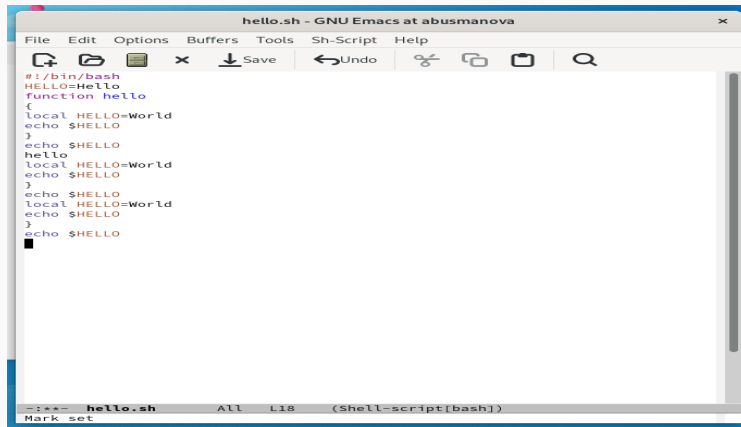 hello.sh - GNU Emacs at abusmanova
File Edit Options Buffers Tools Sh-Script Help
Save Undo
#!/bin/bash
HELLO=Hello
function hello
{
local HELLO=World
echo $HELLO
}
echo $HELLO
hello
local HELLO=World
echo $HELLO
}
echo $HELLO
local HELLO=World
echo $HELLO
}
echo $HELLO
-:**- hello.sh All L18 (Shell-script[bash])
Mark set